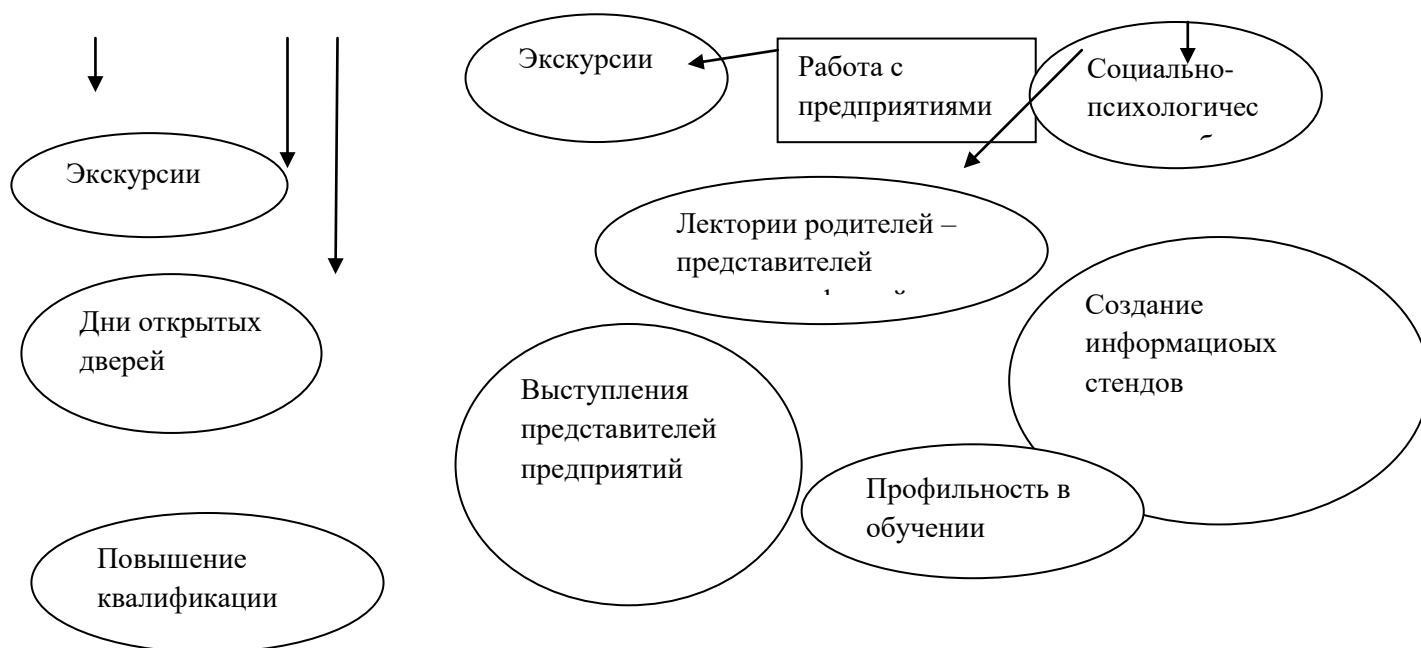 Экскурсии
Работа с
предприятиями
Социально-
психологичес
Экскурсии
Лектории родителей –
представителей
Дни открытых
дверей
Создание
информациоых
стендов
Выступления
представителей
предприятий
Профильность в
обучении
Повышение
квалификации